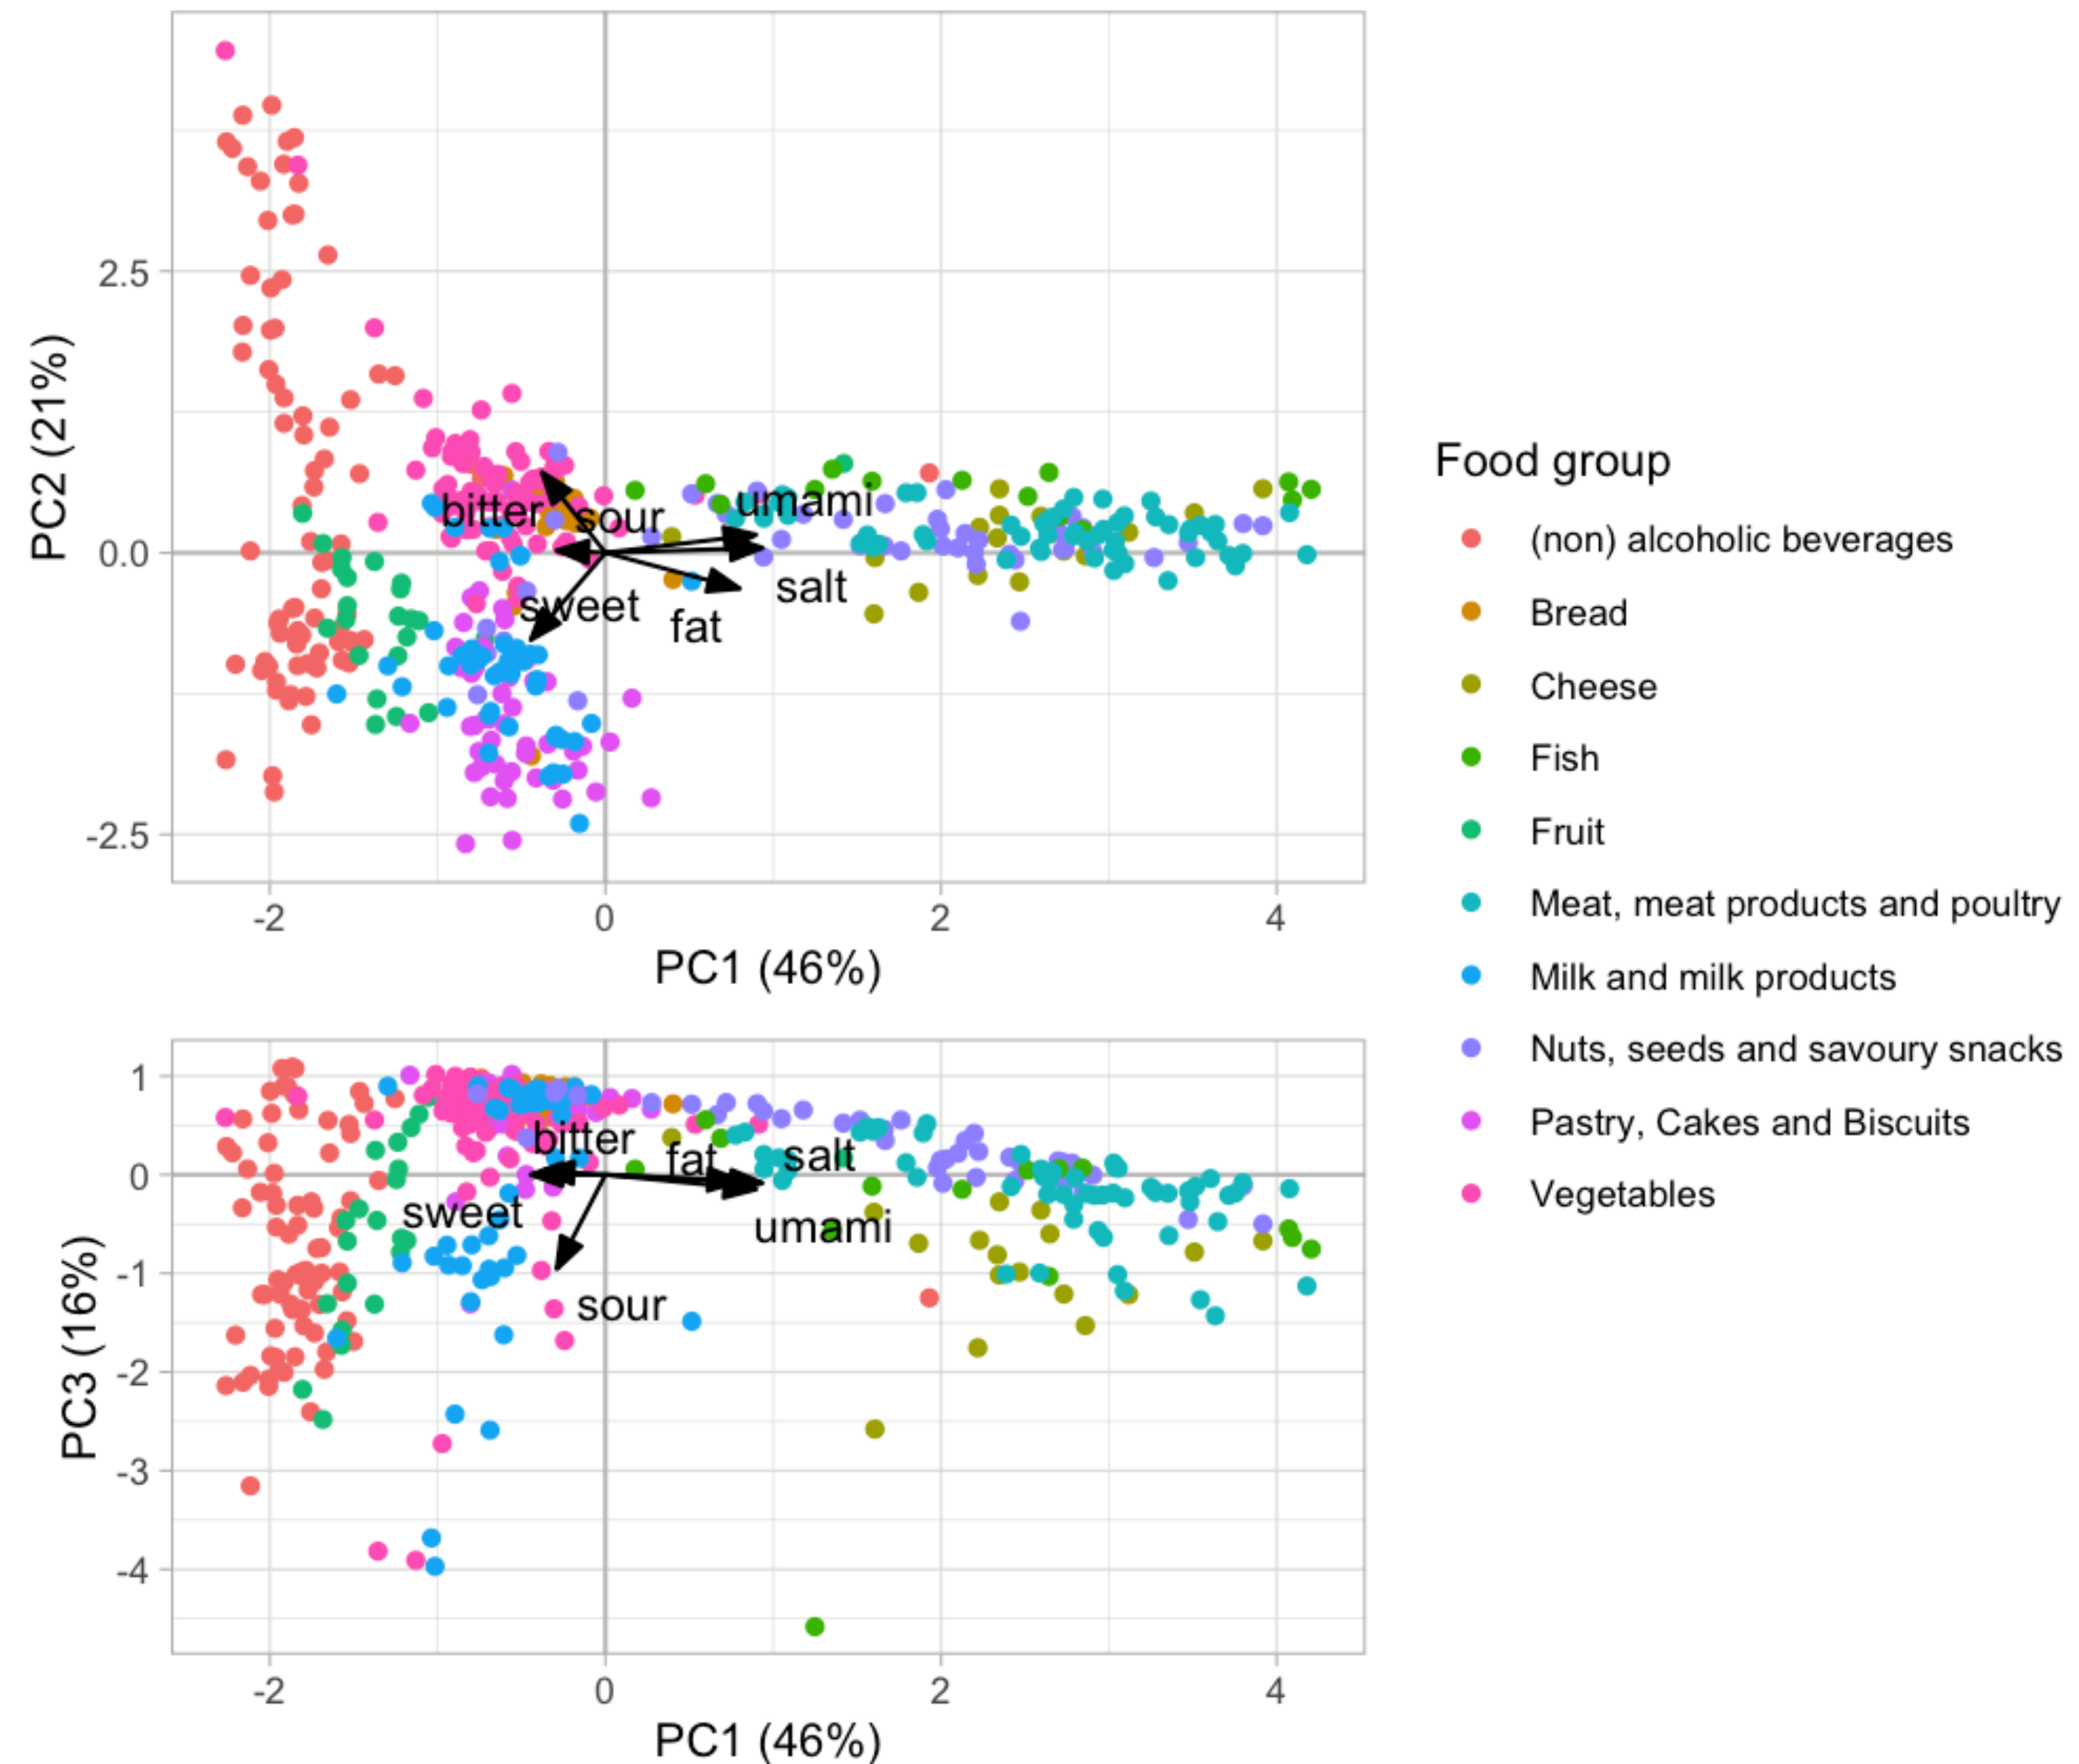 2.5
0.0
-2.5
PC2 (21%)
bitter
sour
umami
sweet
fat
salt
-2
0
2
4
PC1 (46%)
Food group
(non) alcoholic beverages
Bread
Cheese
Fish
Fruit
Meat, meat products and poultry
Milk and milk products
Nuts, seeds and savoury snacks
Pastry, Cakes and Biscuits
Vegetables
1
0
-1
-2
-3
-4
PC3 (16%)
bitter
fat
salt
sweet
umami
sour
-2
0
2
4
PC1 (46%)